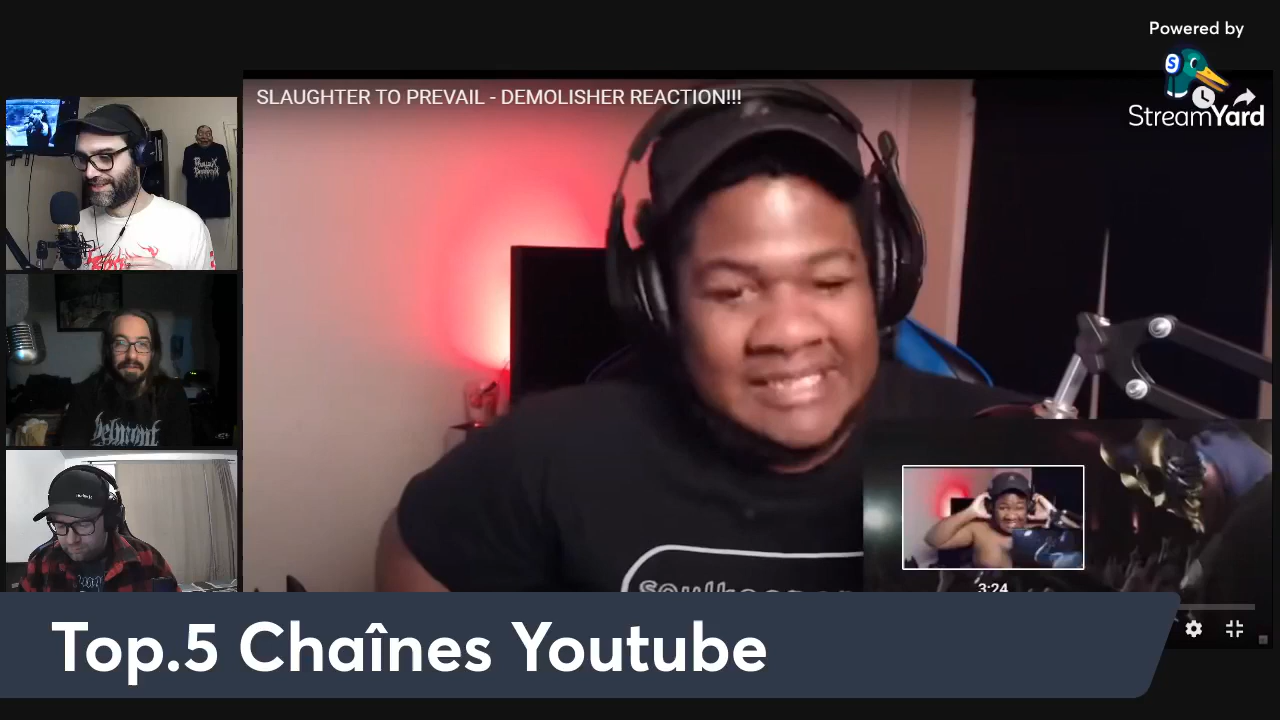 Powered by
S
StreamYard
SLAUGHTER TO PREVAIL - DEMOLISHER REACTION!!!
3:24
Top.5 Chaînes Youtube